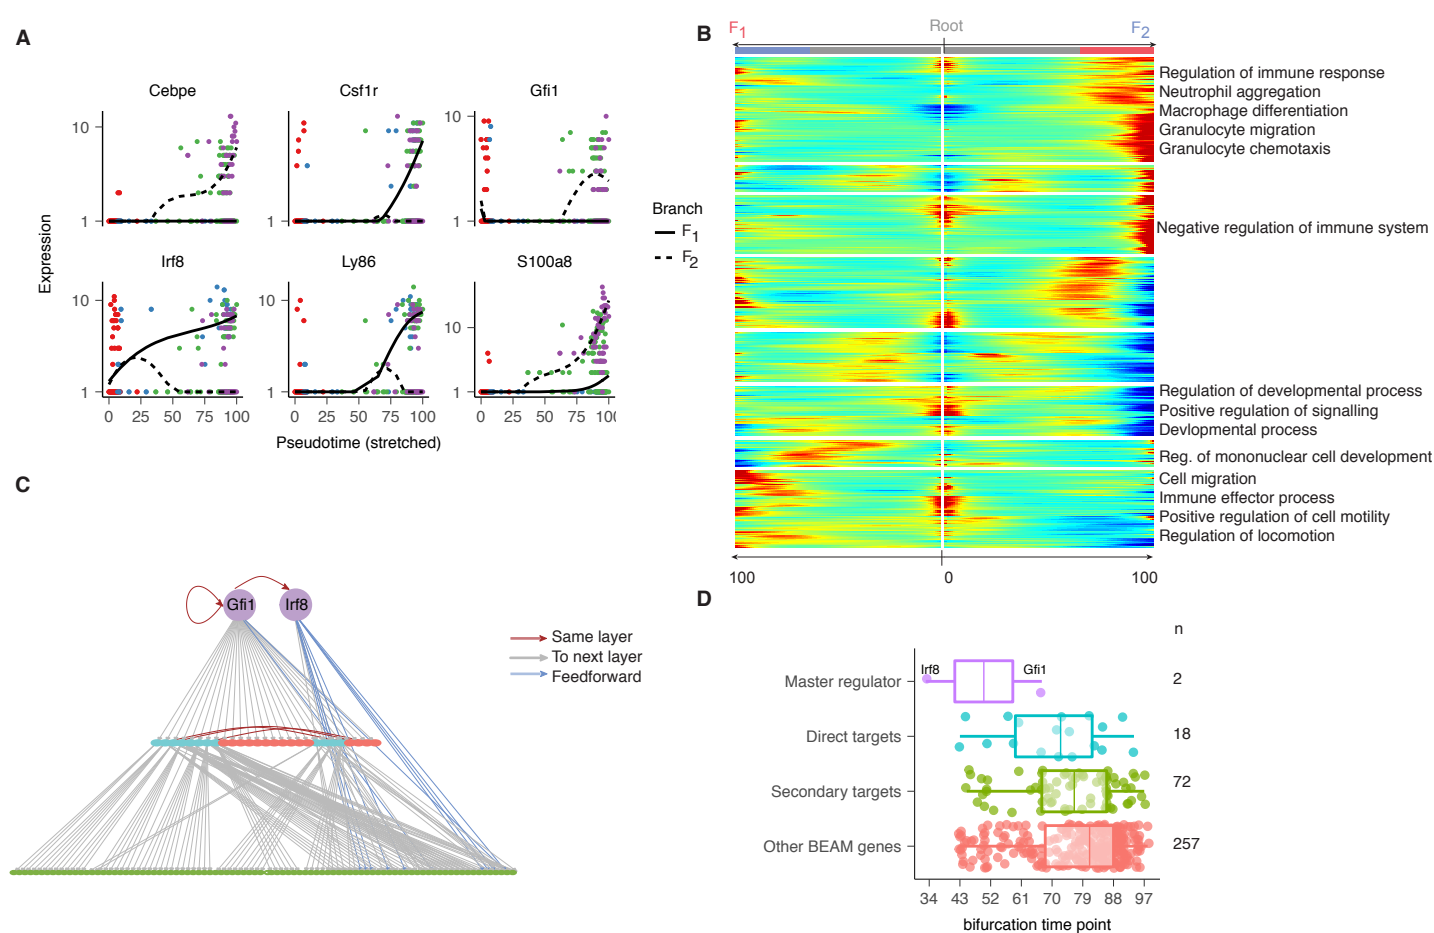 A
Cebpe
Csf1r
Gfi1
10
1
10
1
10
1
Expression
Irf8
Ly86
S100a8
10
1
10
1
10
1
0 25 50 75 100
0 25 50 75 100
0 25 50 75 10
Pseudotime (stretched)
Branch
F1
F2
B
F1
Root
F2
Regulation of immune response
Neutrophil aggregation
Macrophage differentiation
Granulocyte migration
Granulocyte chemotaxis
Negative regulation of immune system
Regulation of developmental process
Positive regulation of signalling
Devlopmental process
Reg. of mononuclear cell development
Cell migration
Immune effector process
Positive regulation of cell motility
Regulation of locomotion
100 0 100
C
Gfi1
Irf8
Same layer
To next layer
Feedforward
D
n
Irf8
Gfi1
Master regulator
2
Direct targets
18
Secondary targets
72
Other BEAM genes
257
34 43 52 61 70 79 88 97
bifurcation time point